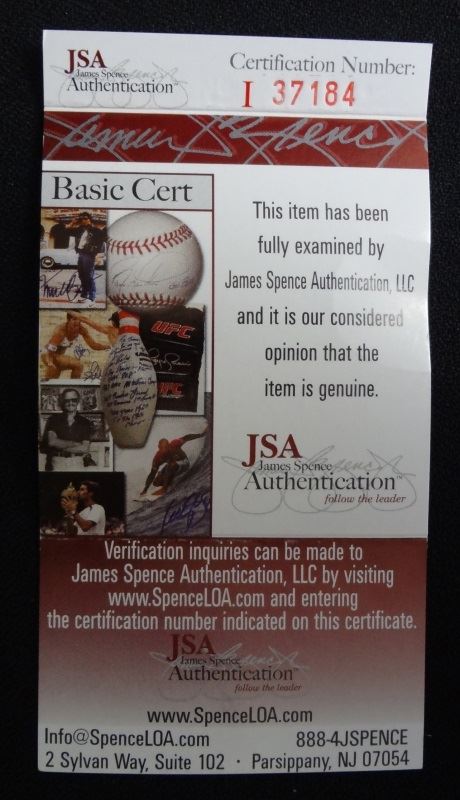 JSA
James Spence
Authentication™
Certification Number:
I 37184
Basic Cert
UFC
This item has been
fully examined by
James Spence Authentication, LLC
and it is our considered
opinion that the
item is genuine.
JSA
James Spence
Authentication™
follow the leader
Verification inquiries can be made to
James Spence Authentication, LLC by visiting
www.SpenceLOA.com and entering
the certification number indicated on this certificate.
JSA
James Spence
Authentication™
follow the leader
www.SpenceLOA.com
Info@SpenceLOA.com 888-4JSPENCE
2 Sylvan Way, Suite 102 · Parsippany, NJ 07054